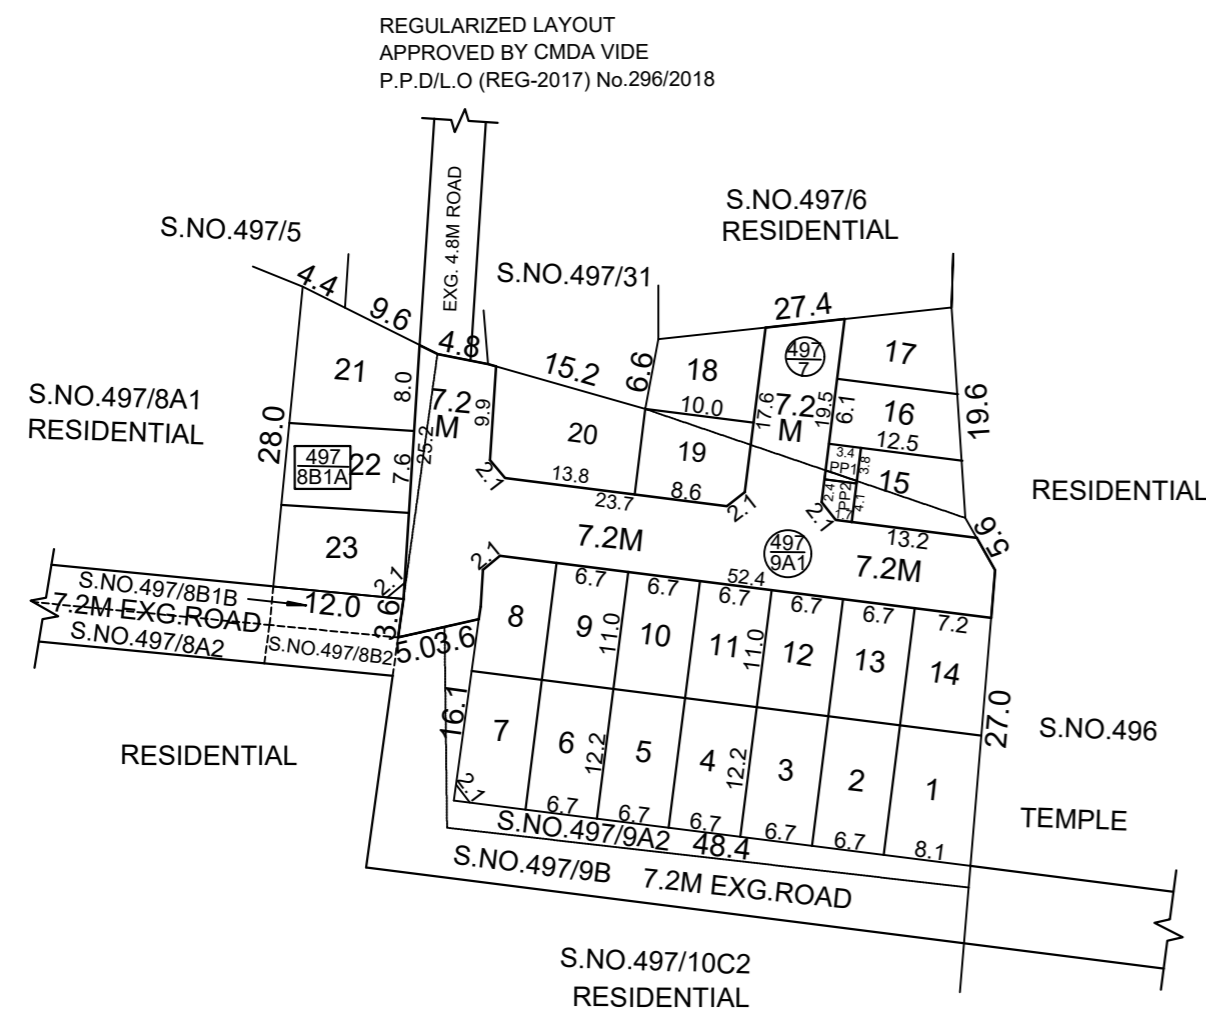 REGULARIZED LAYOUT
APPROVED BY CMDA VIDE
P.P.D/L.O (REG-2017) No.296/2018
EXG. 4.8M ROAD
S.NO.497/6
RESIDENTIAL
S.NO.497/5
S.NO.497/31
4.4
9.6
4.8
15.2
6.6
27.4
497
7
21
8.0
7.2
M
9.9
25.2
20
18
10.0
17.6
7.2
M
19.5
6.1
17
16
12.5
19.6
S.NO.497/8A1
RESIDENTIAL
28.0
497
8B1A
22
7.6
2.1
13.8
23.7
19
8.6
2.1
3.4
PP1
3.8
2.4
PP2
4.1
1.7
2.1
15
13.2
5.6
RESIDENTIAL
23
2.1
2.1
7.2M
497
9A1
7.2M
52.4
S.NO.497/8B1B
12.0
7.2M EXG.ROAD
S.NO.497/8A2
S.NO.497/8B2
3.6
5.0
3.6
8
6.7
9
11.0
6.7
10
6.7
11
11.0
6.7
12
6.7
13
7.2
14
27.0
S.NO.496
RESIDENTIAL
16.1
7
2.1
6
12.2
5
4
12.2
3
2
1
6.7
6.7
6.7
6.7
6.7
8.1
TEMPLE
S.NO.497/9A2
48.4
S.NO.497/9B
7.2M EXG.ROAD
S.NO.497/10C2
RESIDENTIAL